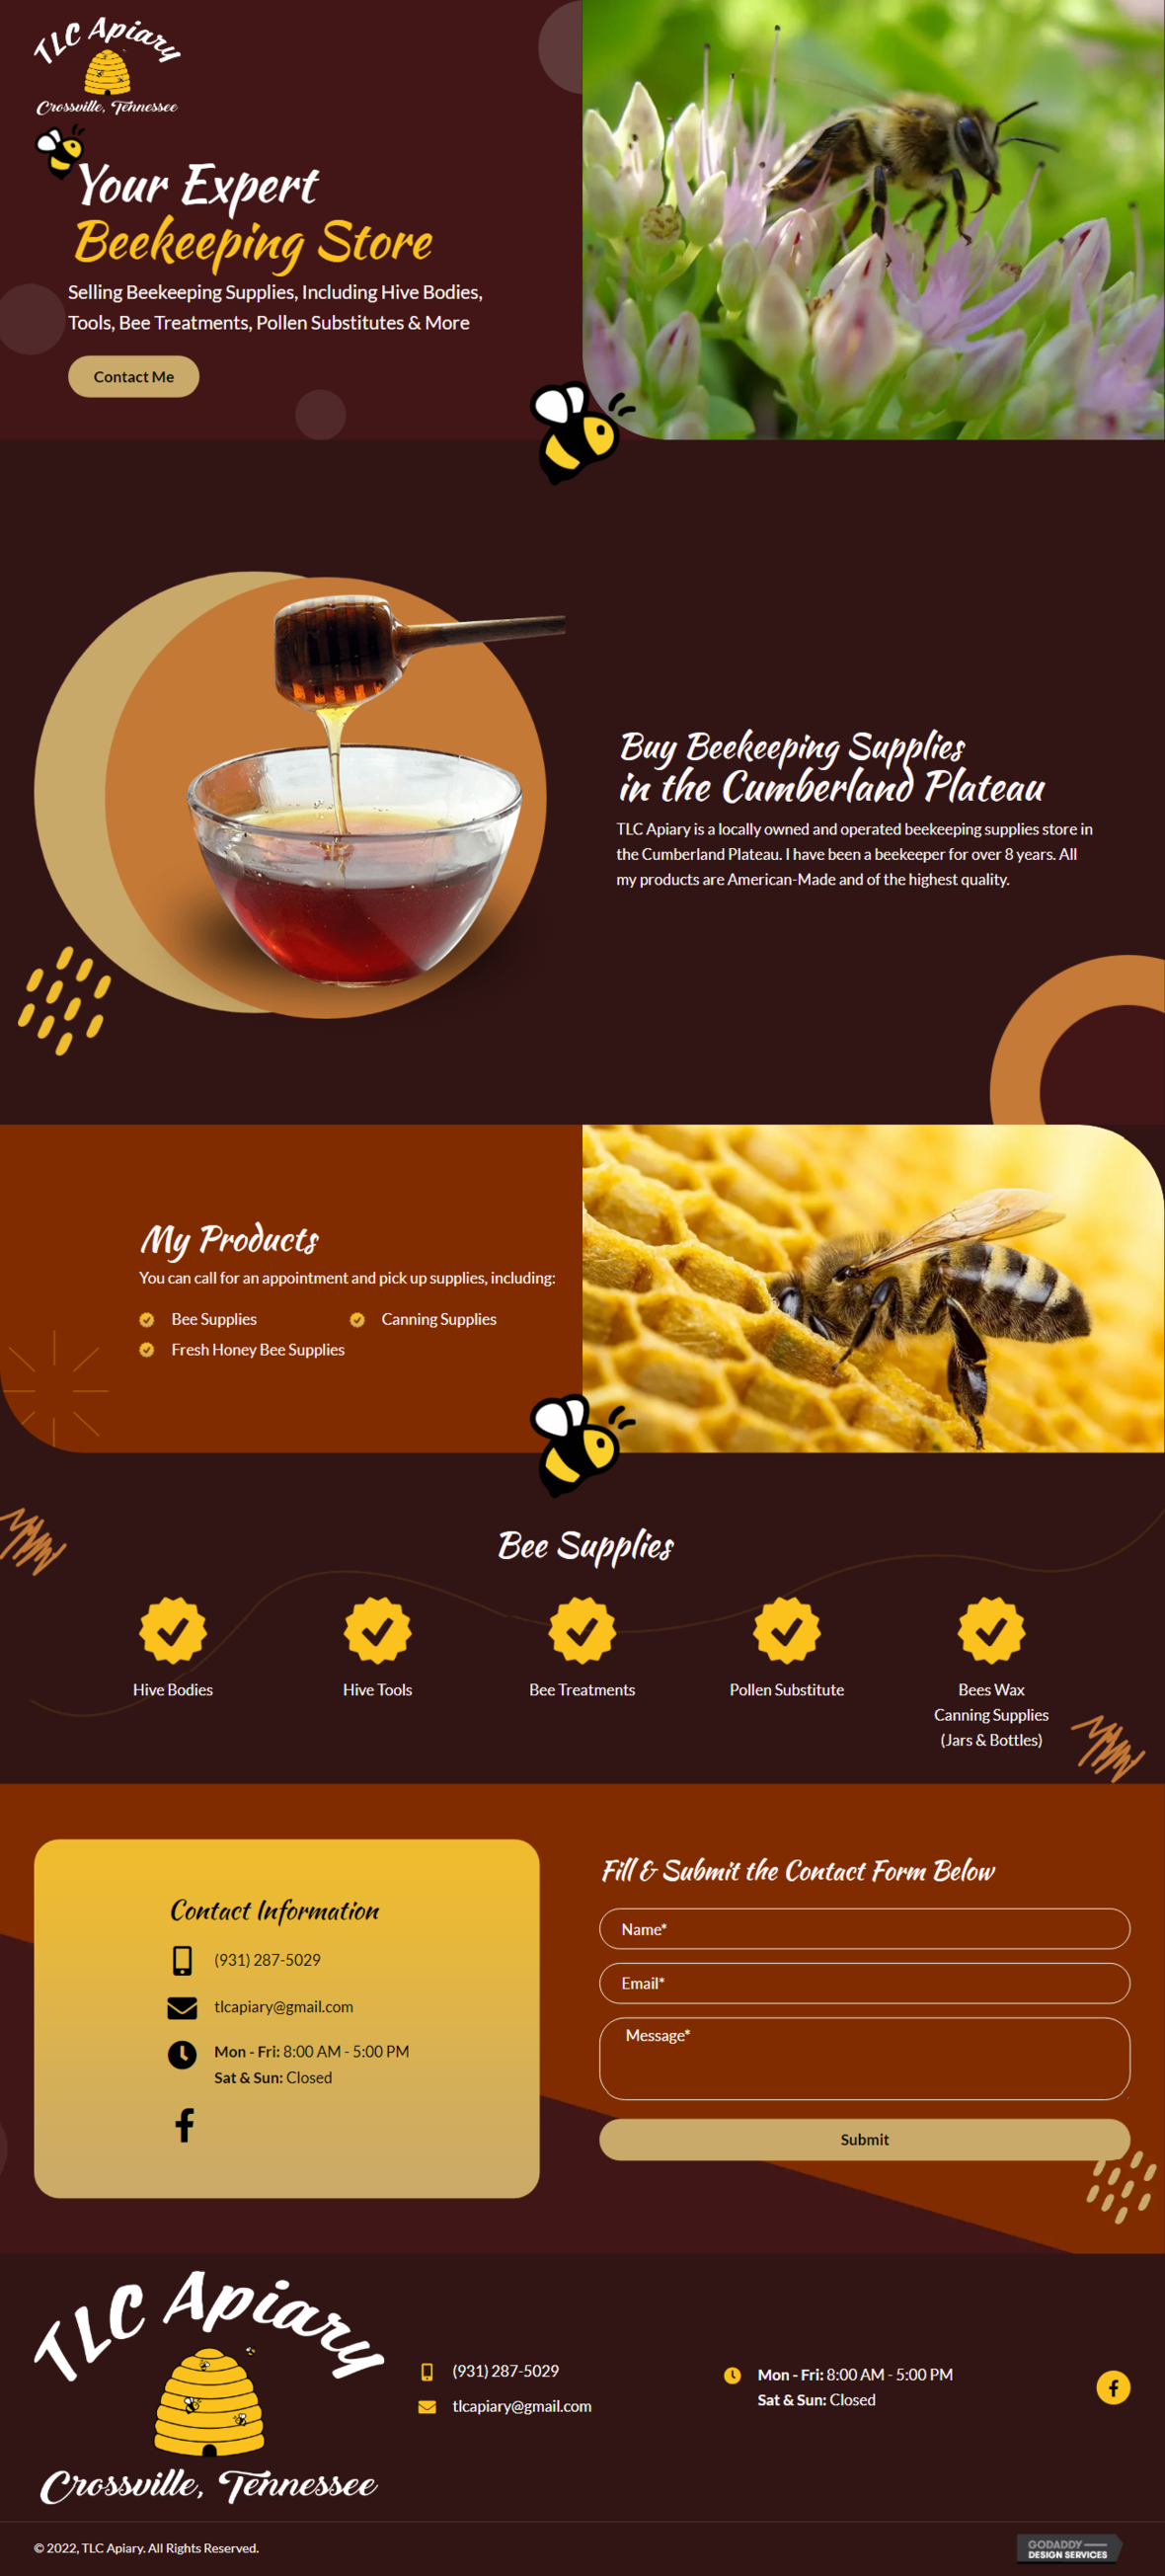 TLC Apiary
Crossville, Tennessee
Your Expert
Beekeeping Store
Selling Beekeeping Supplies, Including Hive Bodies,
Tools, Bee Treatments, Pollen Substitutes & More
Contact Me
Buy Beekeeping Supplies
in the Cumberland Plateau
TLC Apiary is a locally owned and operated beekeeping supplies store in
the Cumberland Plateau. I have been a beekeeper for over 8 years. All
my products are American-Made and of the highest quality.
My Products
You can call for an appointment and pick up supplies, including:
Bee Supplies
Canning Supplies
Fresh Honey Bee Supplies
Bee Supplies
Hive Bodies
Hive Tools
Bee Treatments
Pollen Substitute
Bees Wax
Canning Supplies
(Jars & Bottles)
Contact Information
(931) 287-5029
tlcapiary@gmail.com
Mon - Fri: 8:00 AM - 5:00 PM
Sat & Sun: Closed
Fill & Submit the Contact Form Below
Name*
Email*
Message*
Submit
TLC Apiary
Crossville, Tennessee
(931) 287-5029
tlcapiary@gmail.com
Mon - Fri: 8:00 AM - 5:00 PM
Sat & Sun: Closed
© 2022, TLC Apiary. All Rights Reserved.
GODADDY
DESIGN SERVICES